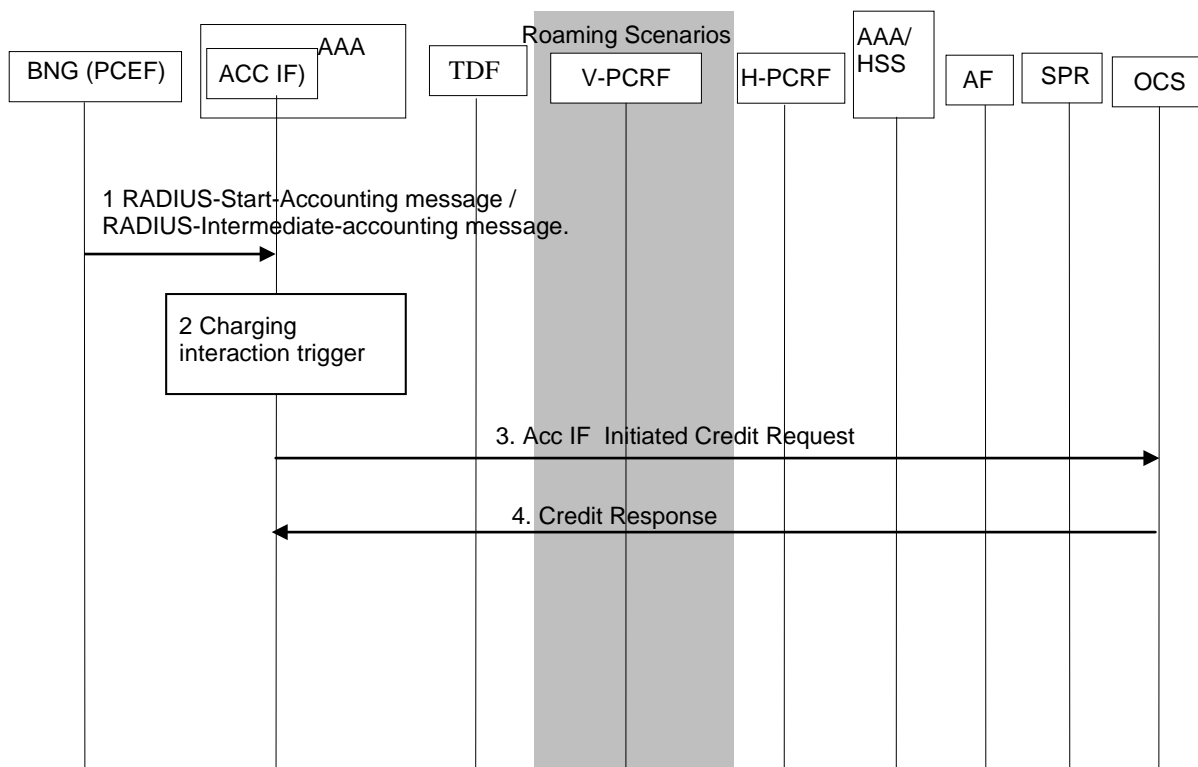 Roaming Scenarios
AAA
AAA/
HSS
BNG (PCEF)
ACC IF)
TDF
V-PCRF
H-PCRF
AF
SPR
OCS
1 RADIUS-Start-Accounting message /
RADIUS-Intermediate-accounting message.
2 Charging
interaction trigger
3. Acc IF Initiated Credit Request
4. Credit Response